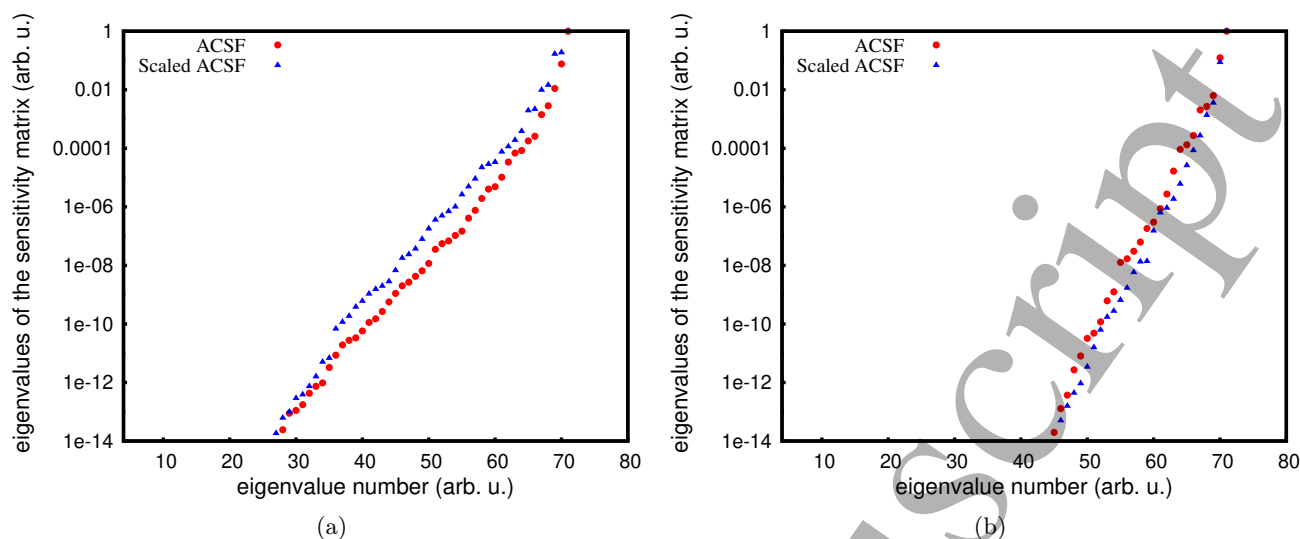 eigenvalues of the sensitivity matrix (arb. u.)
1
0.01
0.0001
1e-06
1e-08
1e-10
1e-12
1e-14
ACSF
Scaled ACSF
10 20 30 40 50 60 70 80
eigenvalue number (arb. u.)
(a)
eigenvalues of the sensitivity matrix (arb. u.)
1
0.01
0.0001
1e-06
1e-08
1e-10
1e-12
1e-14
ACSF
Scaled ACSF
10 20 30 40 50 60 70 80
eigenvalue number (arb. u.)
(b)
script